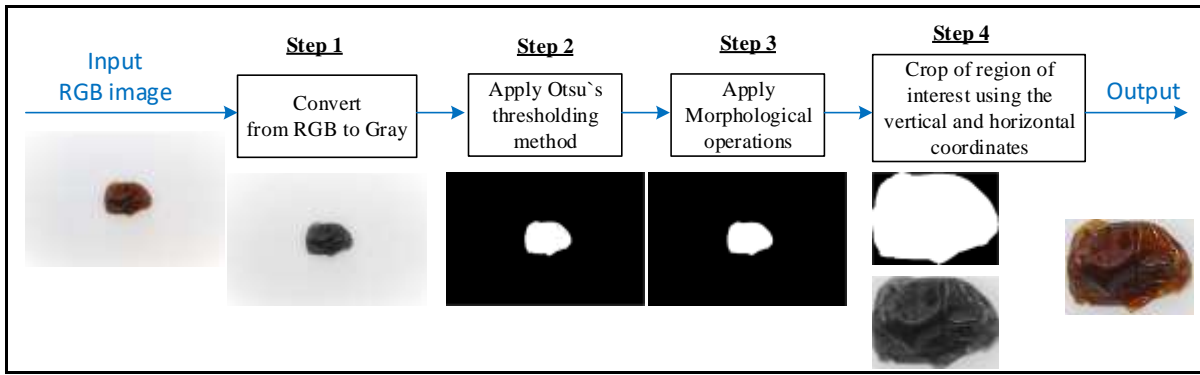 Input
RGB image
Step 1
Convert
from RGB to Gray
Step 2
Apply Otsu`s
thresholding
method
Step 3
Apply
Morphological
operations
Step 4
Crop of region of
interest using the
vertical and horizontal
coordinates
Output